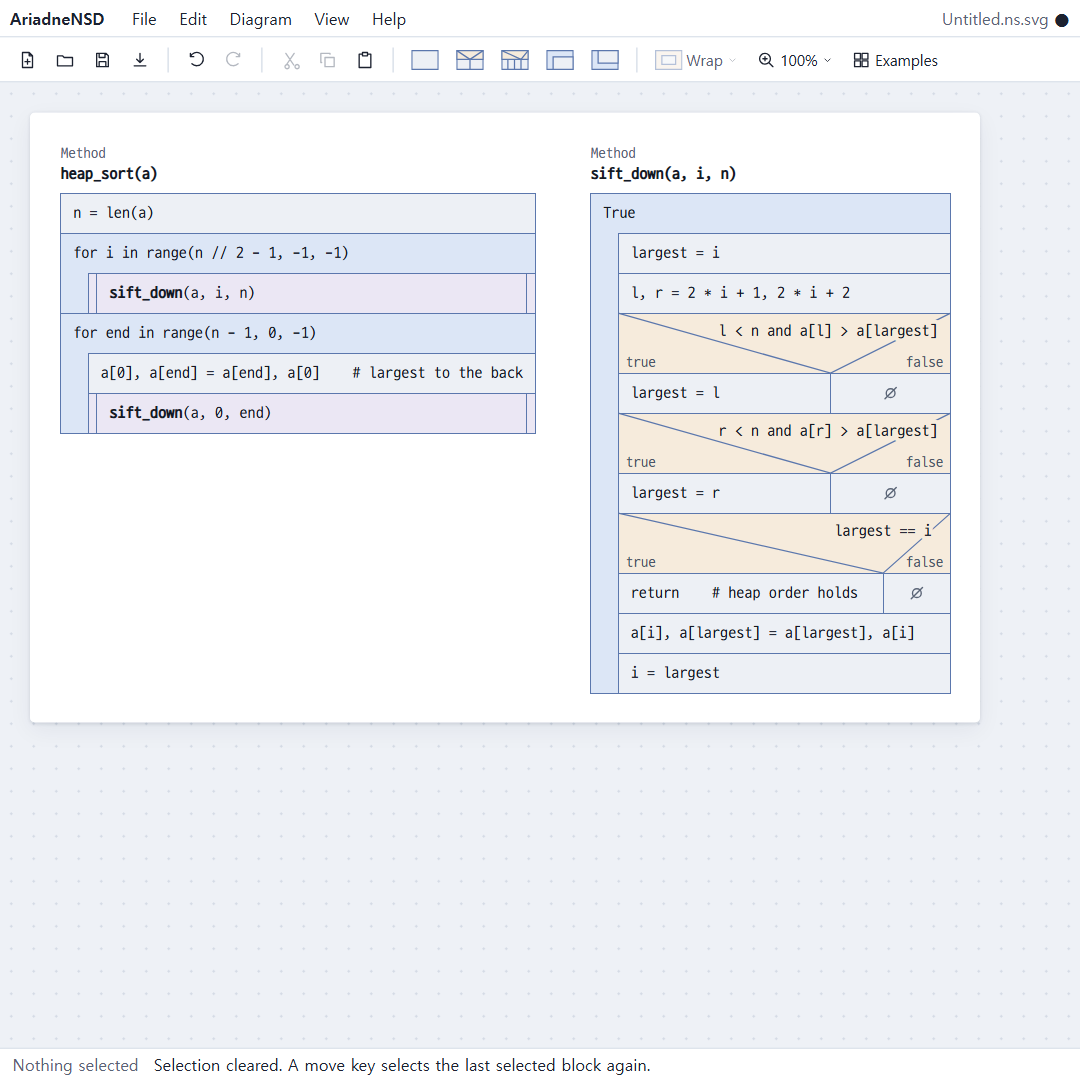 AriadneNSD File Edit Diagram View Help Untitled.ns.svg
Wrap 100% Examples
Method
heap_sort(a)
n = len(a)
for i in range(n // 2 - 1, -1, -1)
sift_down(a, i, n)
for end in range(n - 1, 0, -1)
a[0], a[end] = a[end], a[0] # largest to the back
sift_down(a, 0, end)
Method
sift_down(a, i, n)
True
largest = i
l, r = 2 * i + 1, 2 * i + 2
l < n and a[l] > a[largest]
true false
largest = l ∅
r < n and a[r] > a[largest]
true false
largest = r ∅
largest == i
true false
return # heap order holds ∅
a[i], a[largest] = a[largest], a[i]
i = largest
Nothing selected Selection cleared. A move key selects the last selected block again.